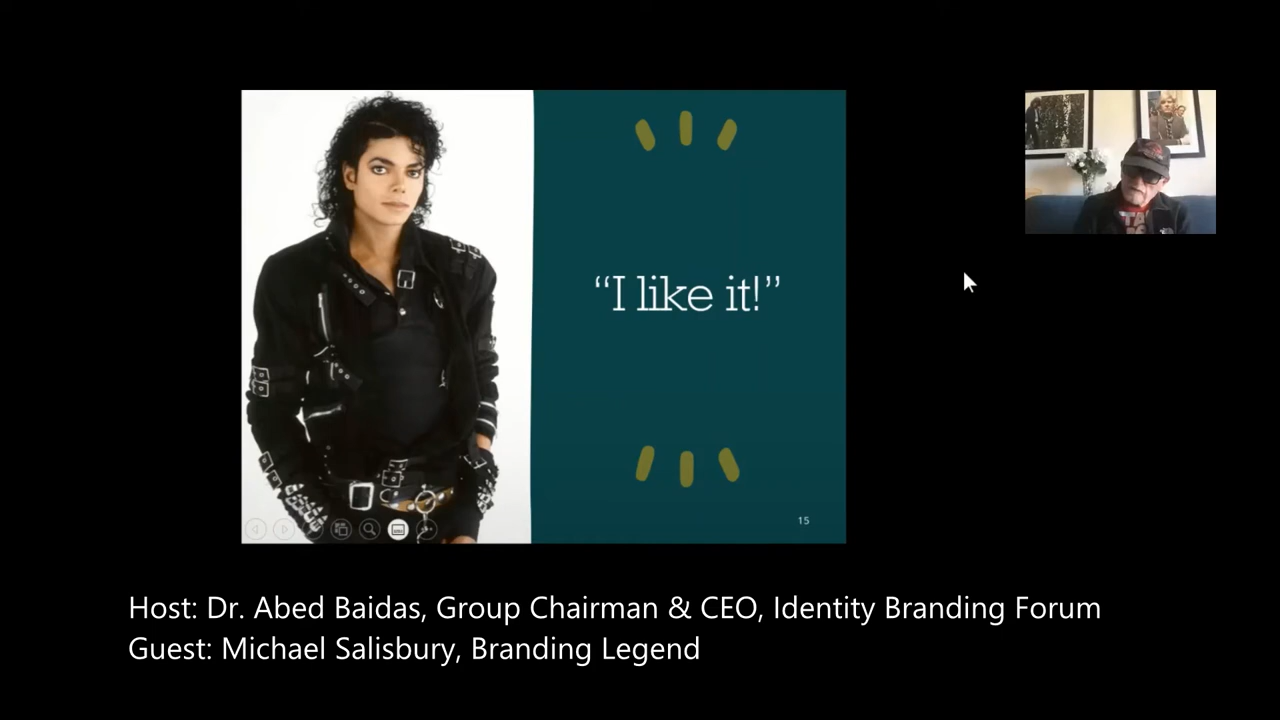 “I like it!”
15
Host: Dr. Abed Baidas, Group Chairman & CEO, Identity Branding Forum
Guest: Michael Salisbury, Branding Legend